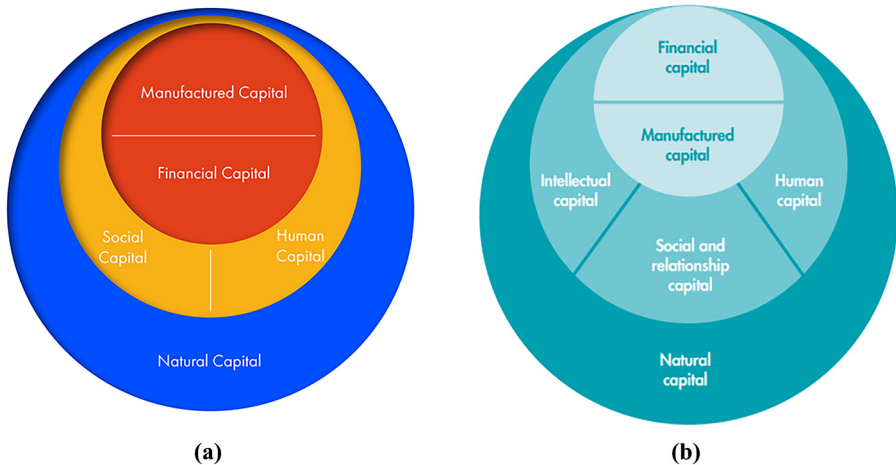 Manufactured Capital
Financial Capital
Social
Capital
Human
Capital
Natural Capital
(a)
Financial
capital
Manufactured
capital
Intellectual
capital
Human
capital
Social and
relationship
capital
Natural
capital
(b)